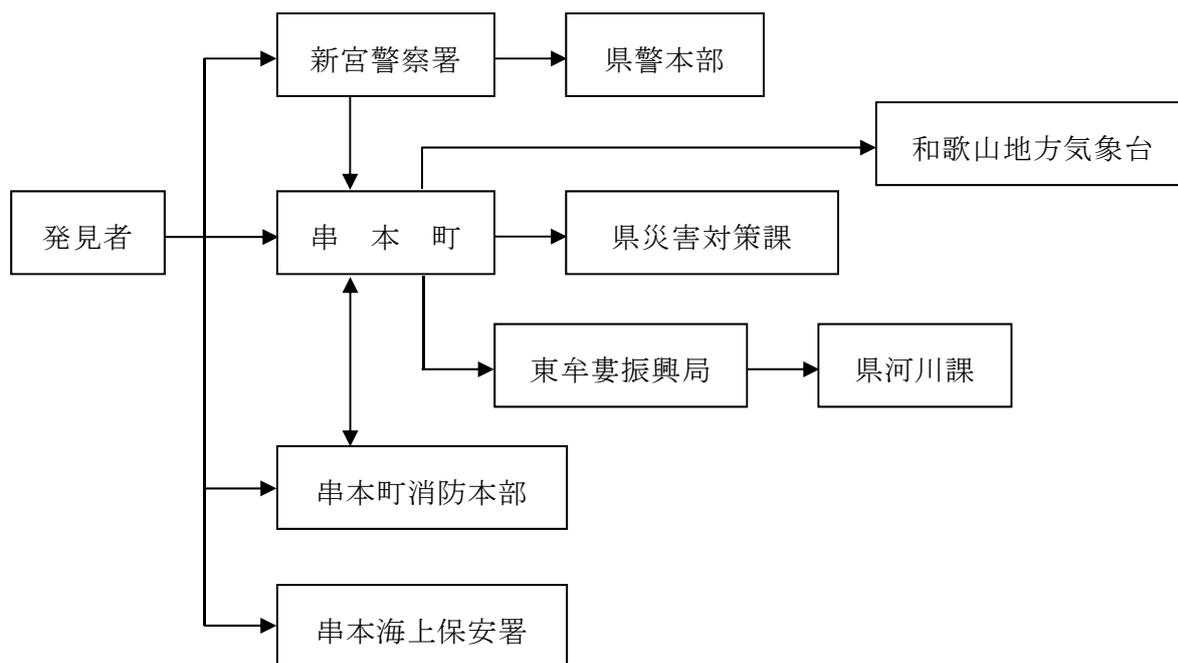 新宮警察署
県警本部
和歌山地方気象台
発見者
串　本　町
県災害対策課
東牟婁振興局
県河川課
串本町消防本部
串本海上保安署